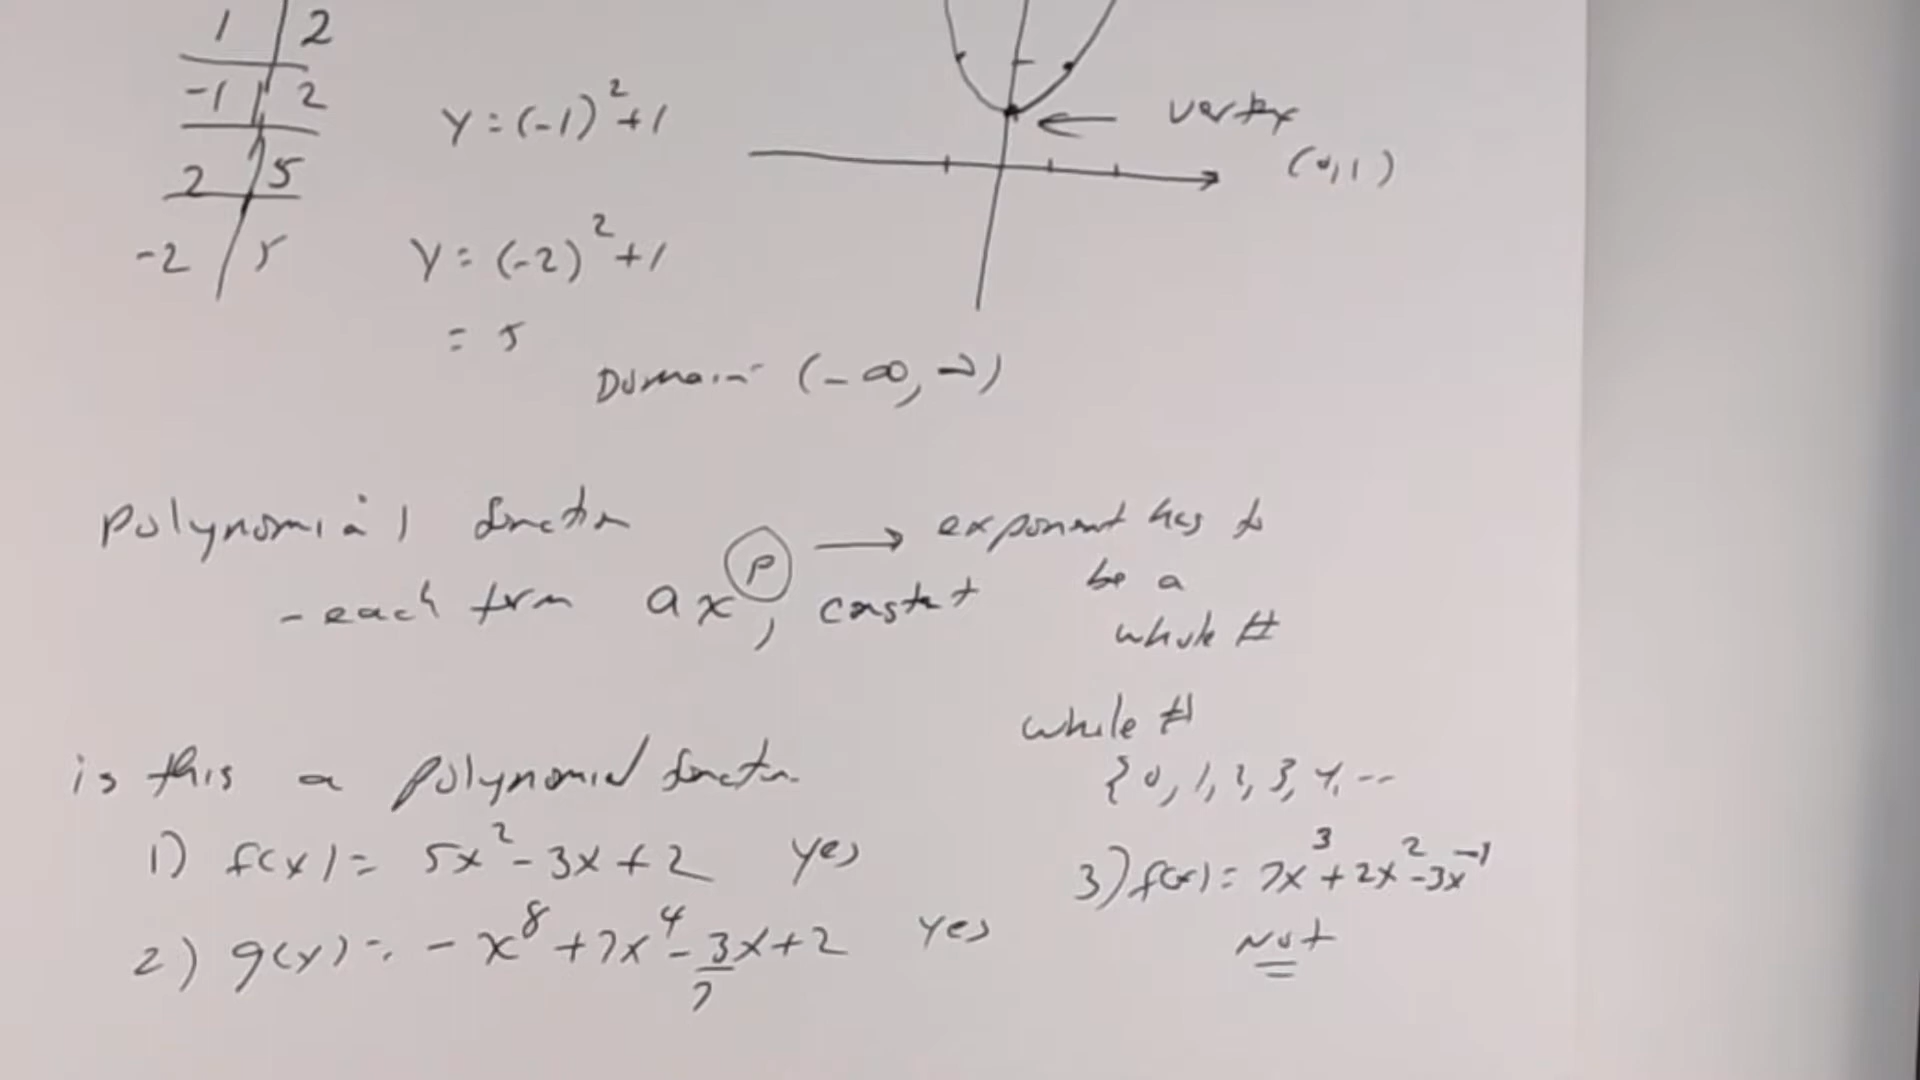 1 | 2
-1 | 2
2 | 5
-2 | 5
y = (-1)² + 1
y = (-2)² + 1
= 5
vertex
(0,1)
Domain: (-∞, ∞)
polynomial function
- each term ax^p, constant
→ exponent has to
be a
whole #
whole #
{0, 1, 2, 3, 4, --
is this a polynomial function
1) f(x) = 5x² - 3x + 2 yes
2) g(x) = -x⁸ + 7x⁴ - 3/2 x + 2 yes
3) f(x) = 7x³ + 2x² - 3x⁻¹
Not